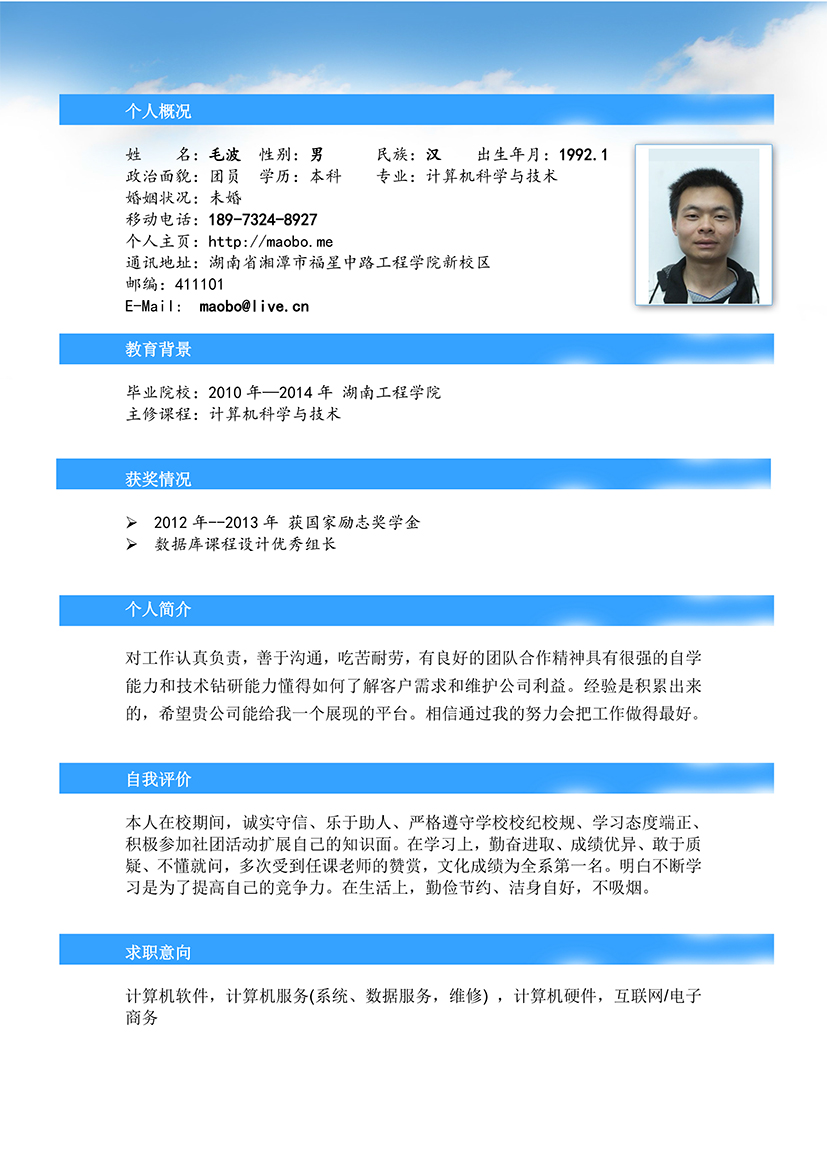 个人概况
姓 名：毛波 性别：男 民族：汉 出生年月：1992.1
政治面貌：团员 学历：本科 专业：计算机科学与技术
婚姻状况：未婚
移动电话：189-7324-8927
个人主页：http://maobo.me
通讯地址：湖南省湘潭市福星中路工程学院新校区
邮编：411101
E-Mail： maobo@live.cn
教育背景
毕业院校：2010 年—2014 年 湖南工程学院
主修课程：计算机科学与技术
获奖情况
➢ 2012 年--2013 年 获国家励志奖学金
➢ 数据库课程设计优秀组长
个人简介
对工作认真负责，善于沟通，吃苦耐劳，有良好的团队合作精神具有很强的自学
能力和技术钻研能力懂得如何了解客户需求和维护公司利益。经验是积累出来
的，希望贵公司能给我一个展现的平台。相信通过我的努力会把工作做得最好。
自我评价
本人在校期间，诚实守信、乐于助人、严格遵守学校校纪校规、学习态度端正、
积极参加社团活动扩展自己的知识面。在学习上，勤奋进取、成绩优异、敢于质
疑、不懂就问，多次受到任课老师的赞赏，文化成绩为全系第一名。明白不断学
习是为了提高自己的竞争力。在生活上，勤俭节约、洁身自好，不吸烟。
求职意向
计算机软件，计算机服务(系统、数据服务，维修) ，计算机硬件，互联网/电子
商务